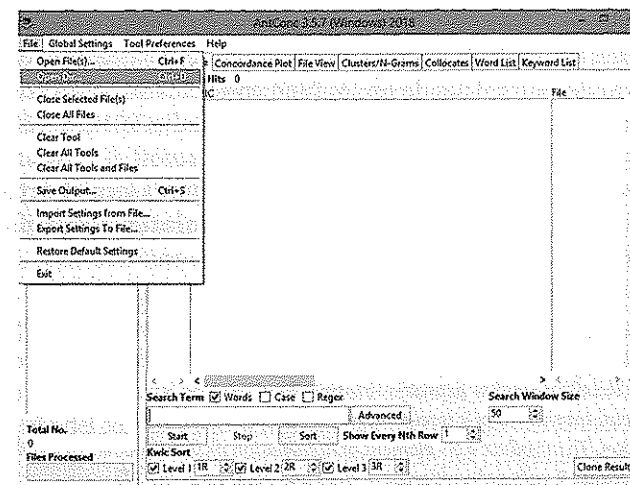 AntConc 3.5.7 (Windows) 2018
File Global Settings Tool Preferences Help
Open File(s)... Ctrl+F
Concordance Plot File View Clusters/N-Grams Collocates Word List Keyword List
Open Dir... Ctrl+D
Hits 0
File
Close Selected File(s)
Close All Files
Clear Tool
Clear All Tools
Clear All Tools and Files
Save Output... Ctrl+S
Import Settings from File...
Export Settings To File...
Restore Default Settings
Exit
Search Term Words Case Regex
Search Window Size
Advanced
50
Total No.
0
Start Stop Sort Show Every Nth Row 1
Files Processed
Kwic Sort
Level 1 1R Level 2 2R Level 3 3R
Clone Result